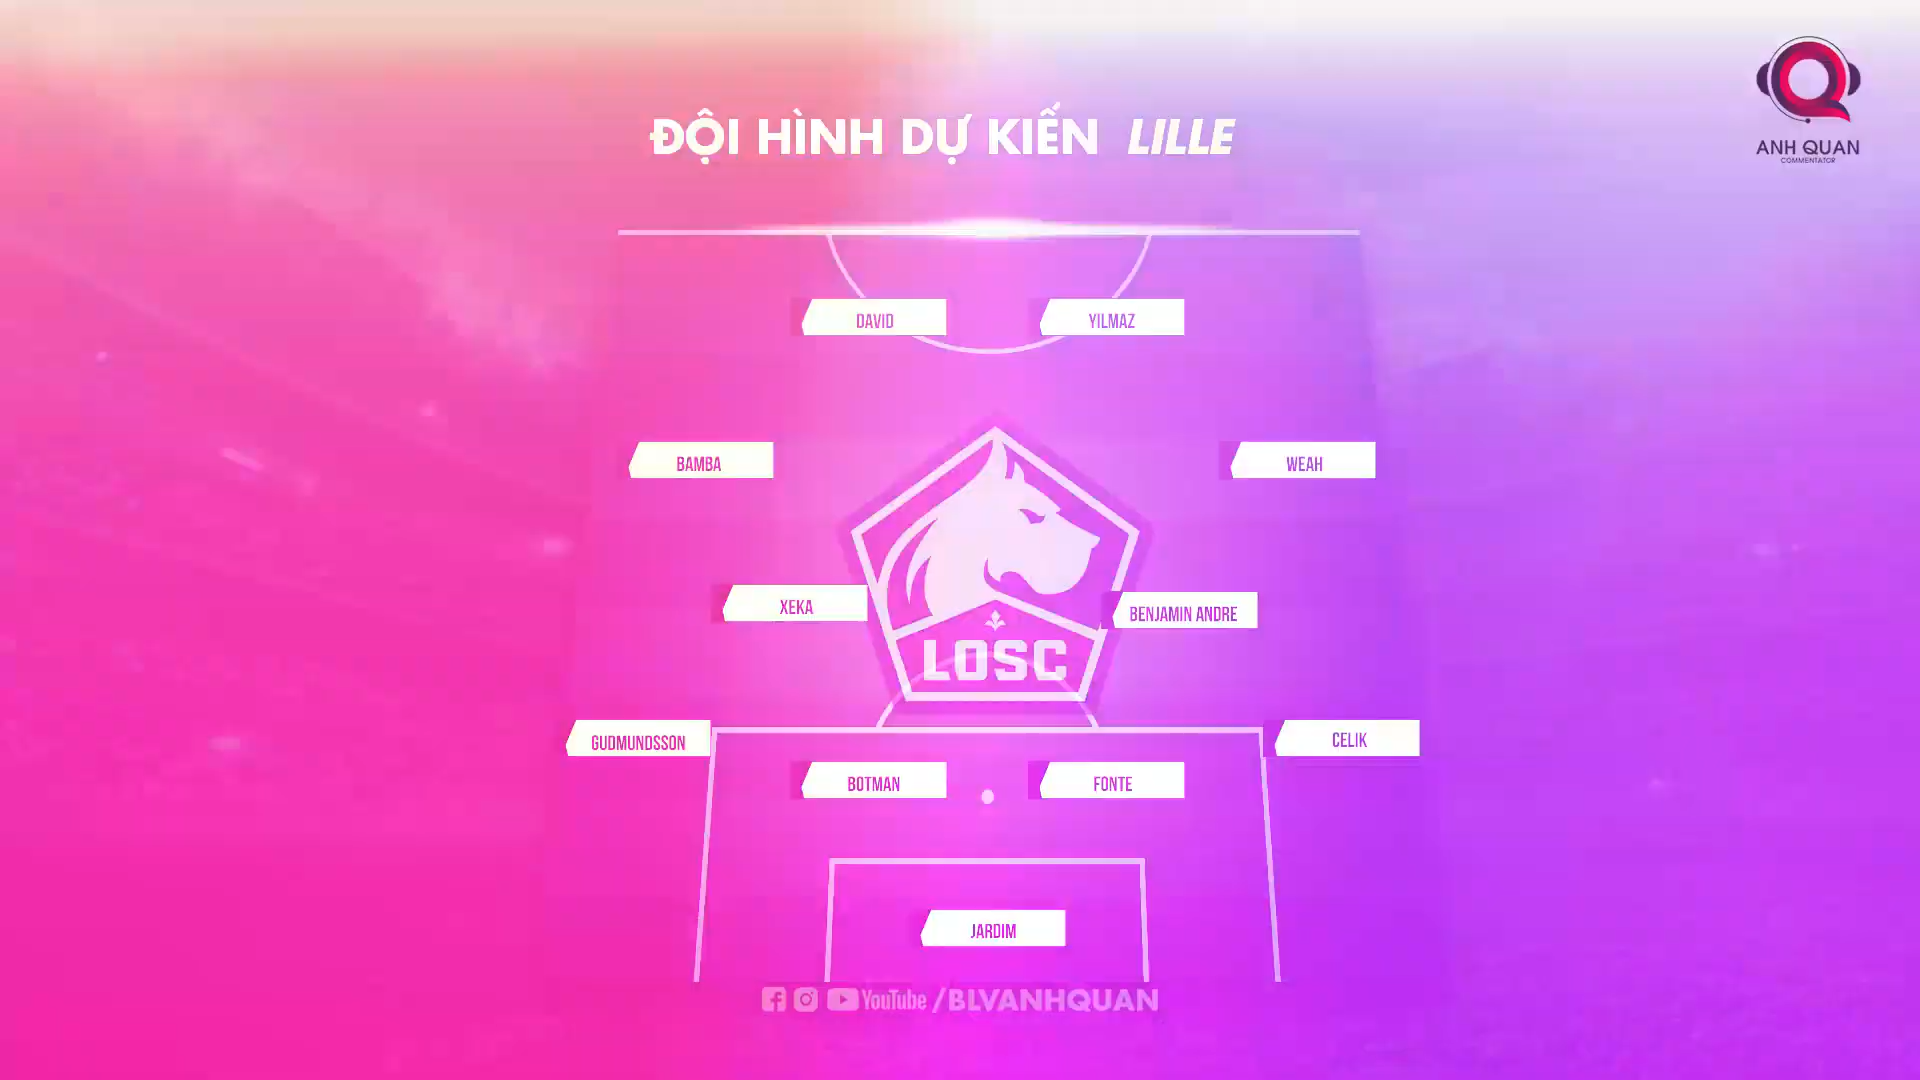 ANH QUAN
COMMENTATOR
ĐỘI HÌNH DỰ KIẾN LILLE
DAVID
YILMAZ
BAMBA
WEAH
XEKA
BENJAMIN ANDRE
LOSC
GUDMUNDSSON
CELIK
BOTMAN
FONTE
JARDIM
YouTube /BLVANHQUAN